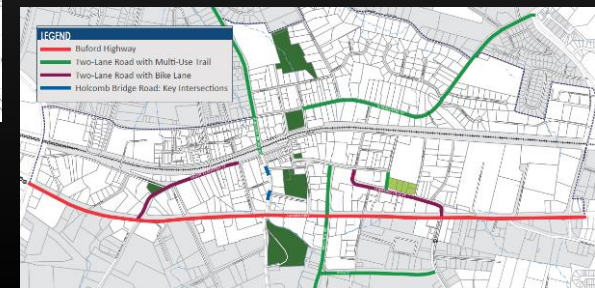 LEGEND
Buford Highway
Two-Lane Road with Multi-Use Trail
Two-Lane Road with Bike Lane
Holcomb Bridge Road: Key Intersections